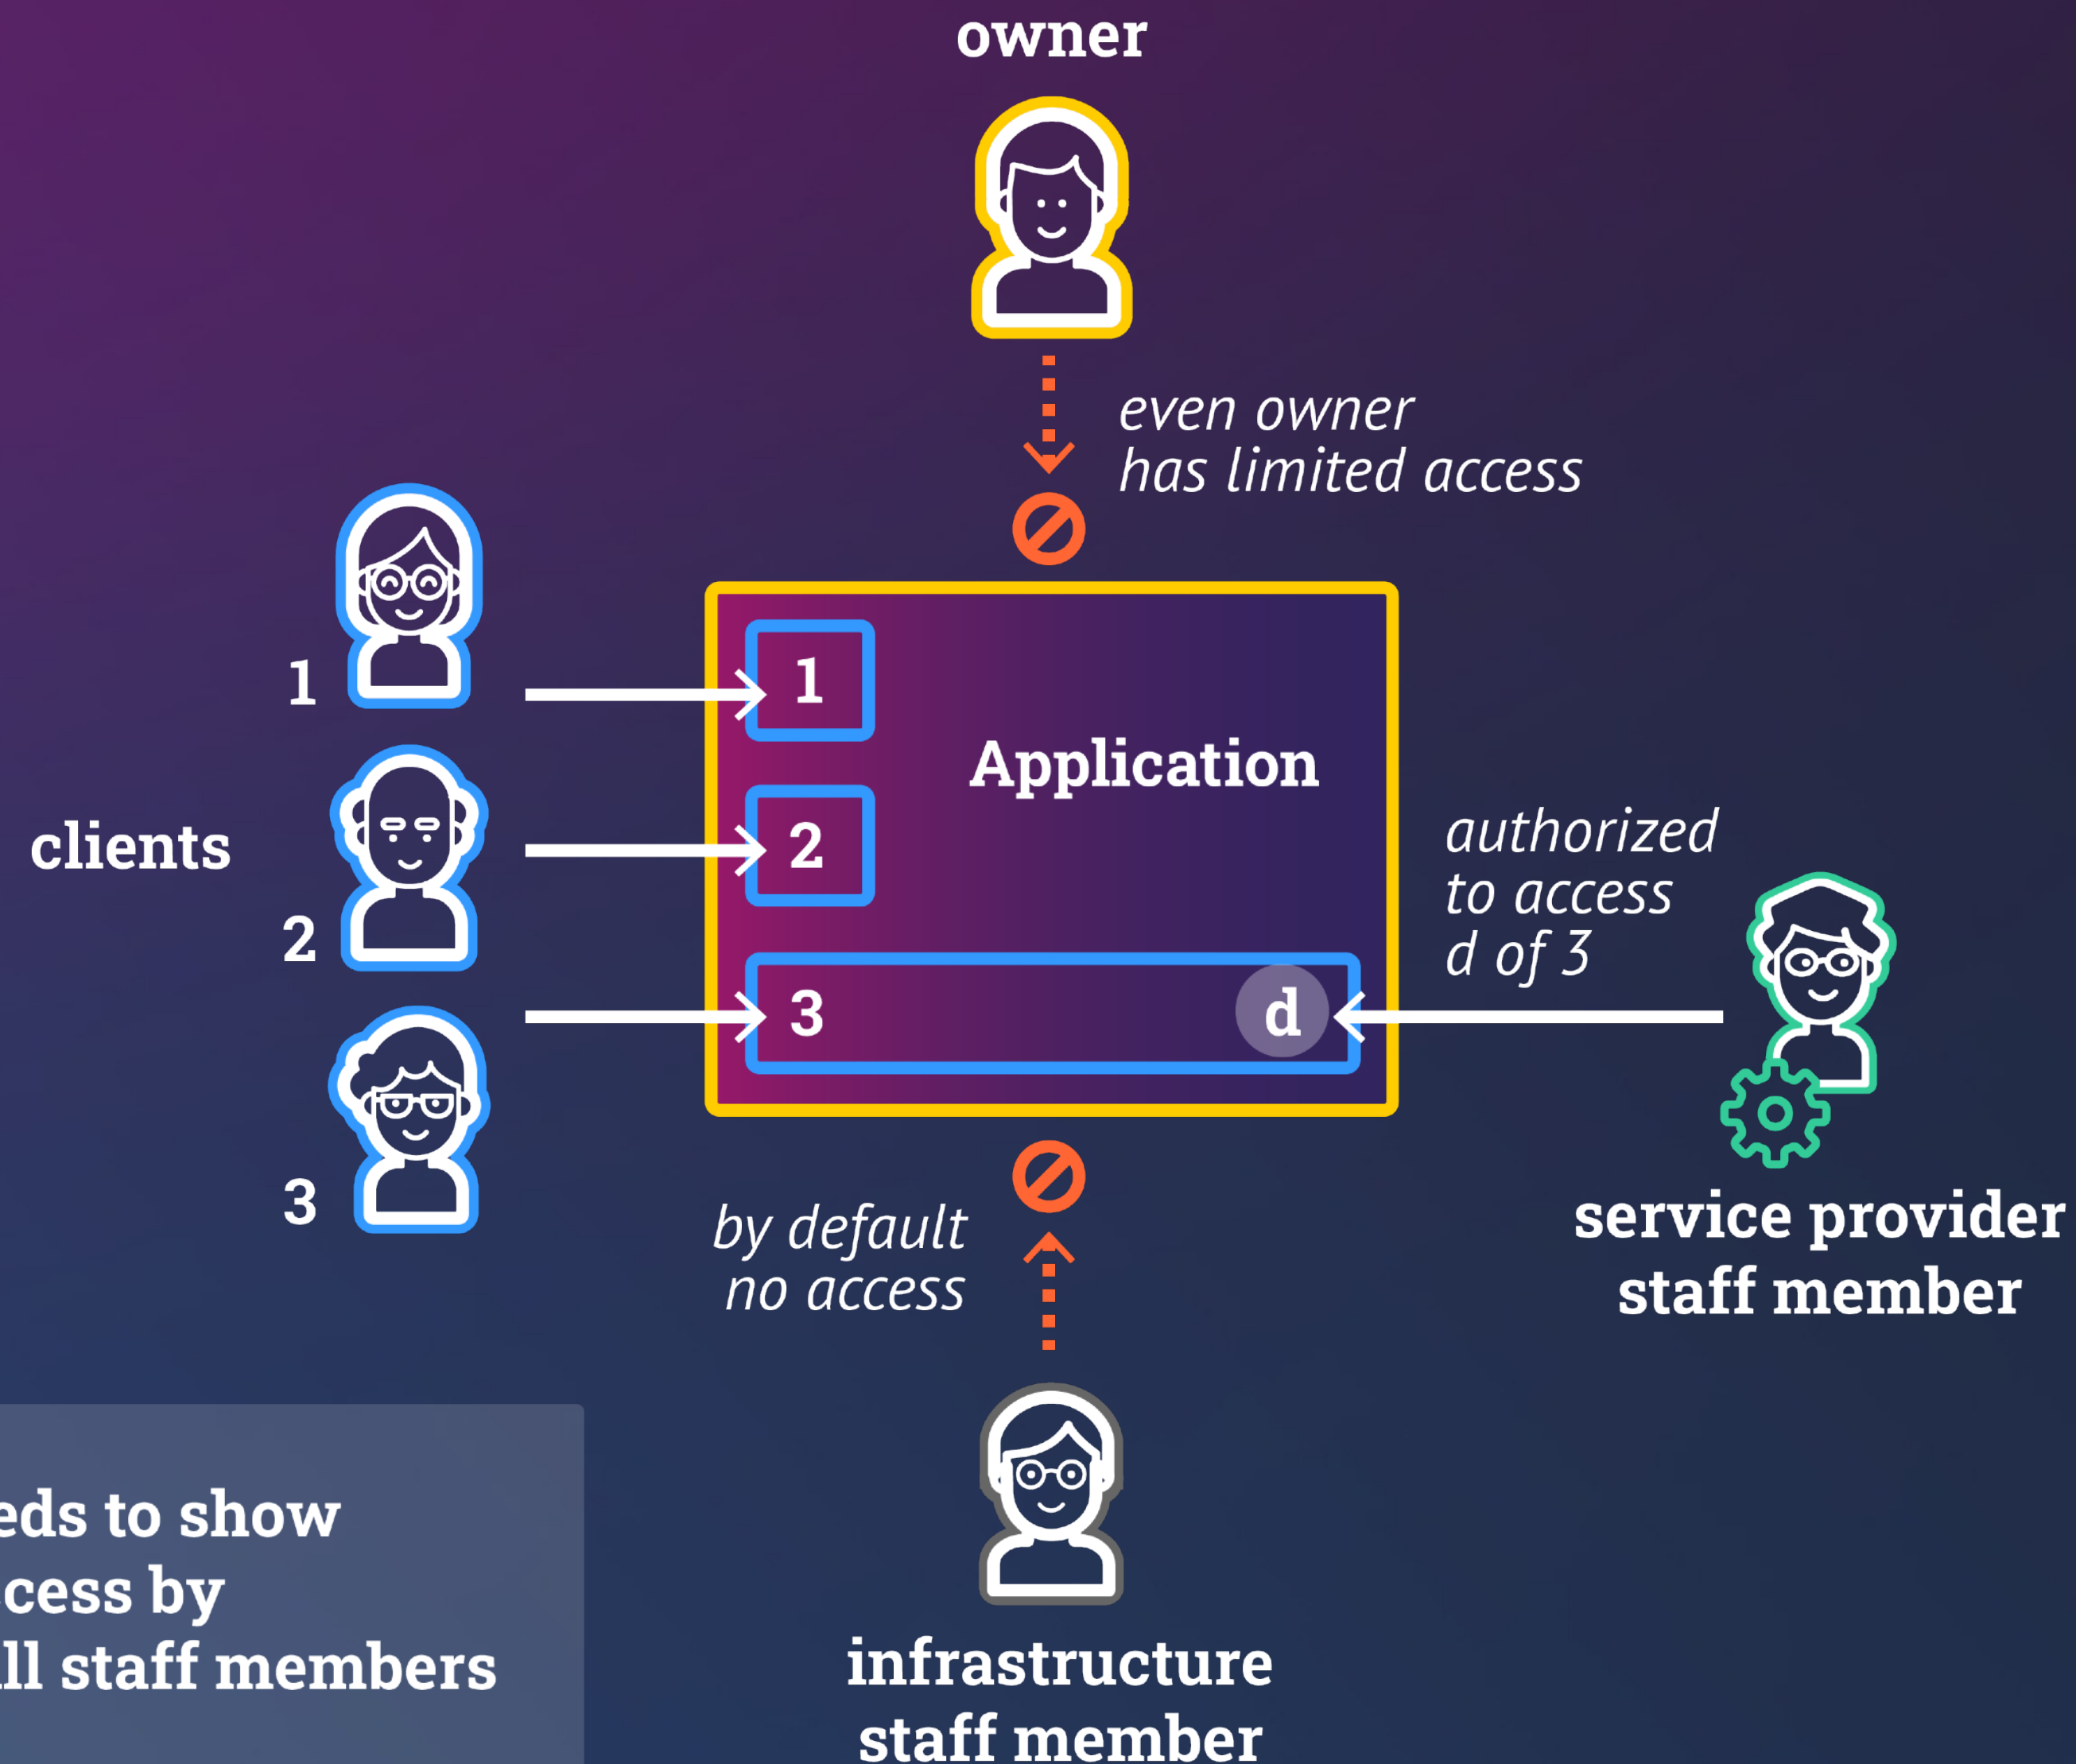 owner
even owner
has limited access
1
1
Application
clients
2
2
authorized
to access
d of 3
3
3
d
service provider
staff member
by default
no access
eds to show
cess by
ll staff members
infrastructure
staff member